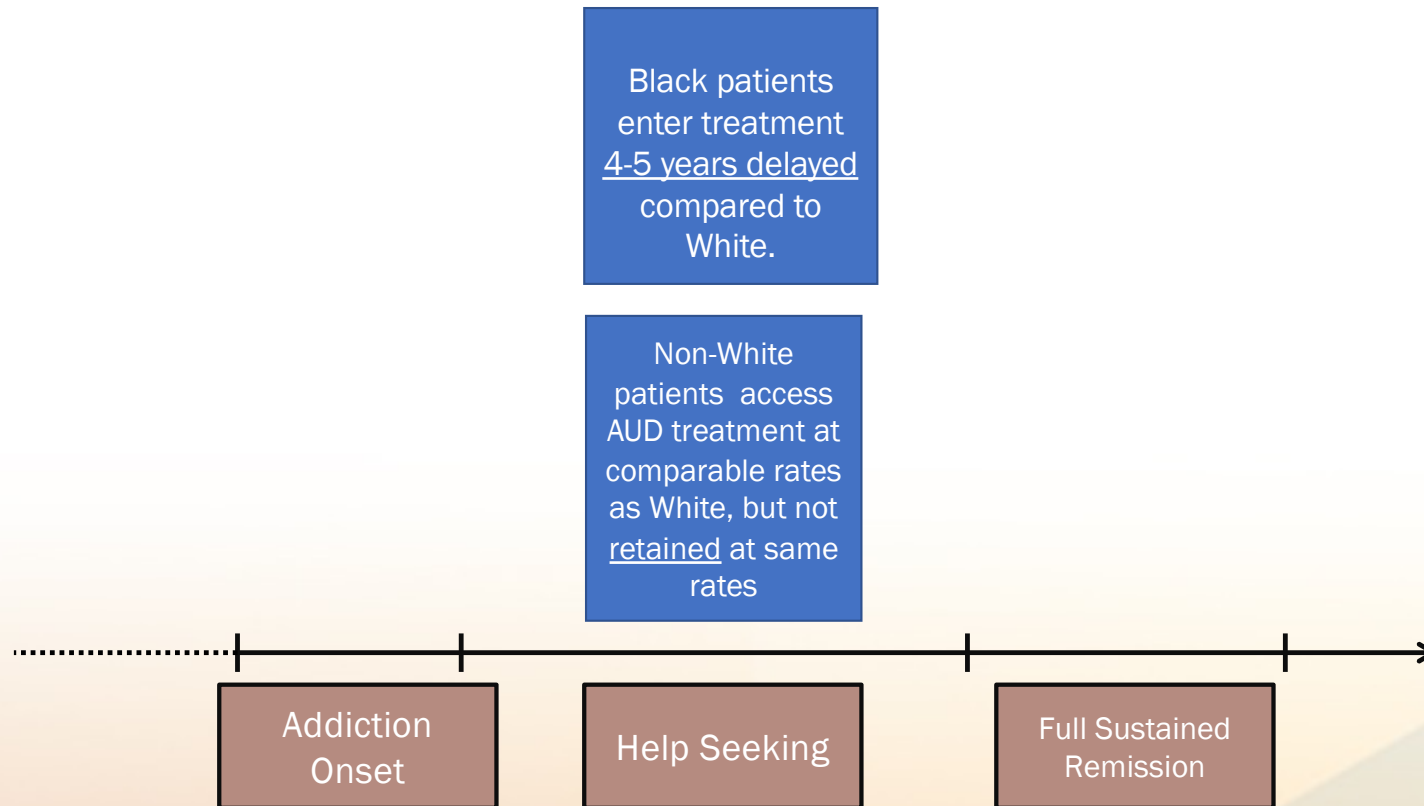 Black patients
enter treatment
4-5 years delayed
compared to
White.
Non-White
patients  access
AUD treatment at
comparable rates
as White, but not
retained at same
rates
Addiction
Onset
Help Seeking
Full Sustained
Remission